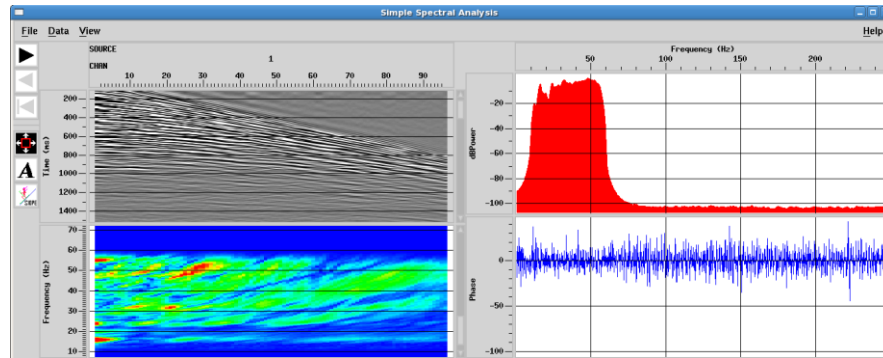 Simple Spectral Analysis
File Data View Help
SOURCE 1
CHAN 10 20 30 40 50 60 70 80 90
Time (ms)
200
400
600
800
1000
1200
1400
Frequency (Hz)
70
60
50
40
30
20
10
A
Frequency (Hz)
50 100 150 200
dBPower
-20
-40
-60
-80
-100
Phase
0
-50
-100